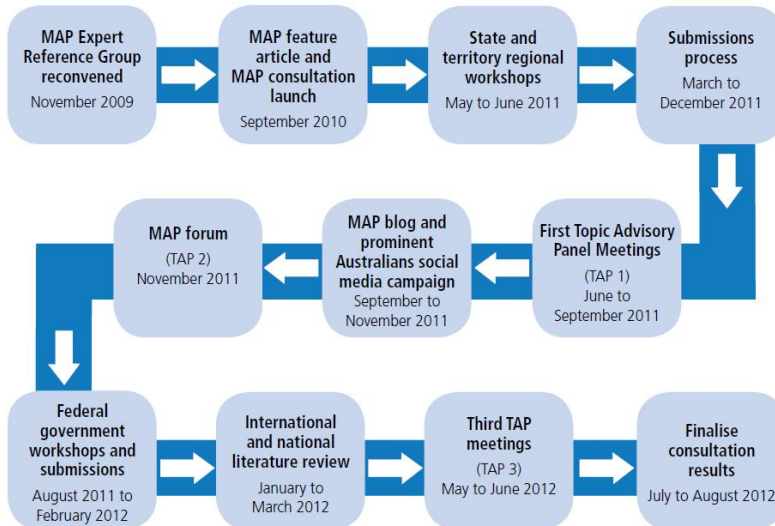 MAP Expert
Reference Group
reconvened
November 2009
MAP feature
article and
MAP consultation
launch
September 2010
State and
territory regional
workshops
May to June 2011
Submissions
process
March to
December 2011
First Topic Advisory
Panel Meetings
(TAP 1)
June to
September 2011
MAP blog and
prominent
Australians social
media campaign
September to
November 2011
MAP forum
(TAP 2)
November 2011
Federal
government
workshops and
submissions
August 2011 to
February 2012
International
and national
literature review
January to
March 2012
Third TAP
meetings
(TAP 3)
May to June 2012
Finalise
consultation
results
July to August 2012